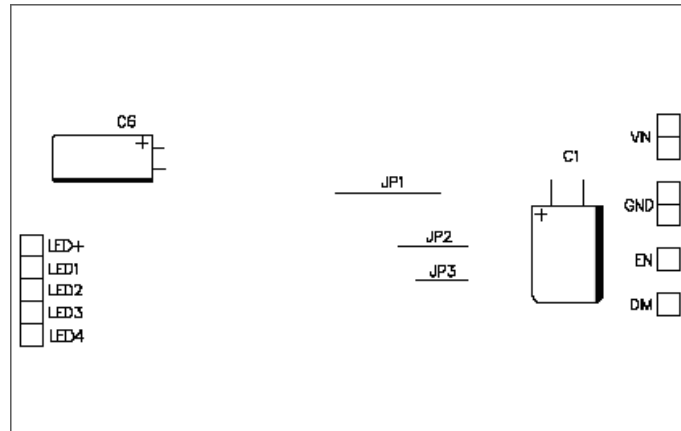 C6
+
VIN
C1
JP1
GND
+
JP2
LED+
LED1
EN
JP3
LED2
LED3
DIM
LED4